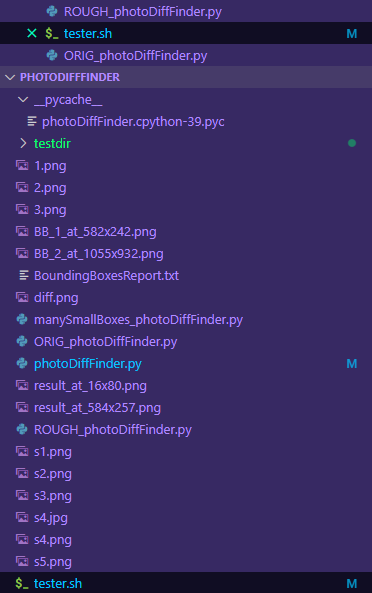 ROUGH_photoDiffFinder.py
$_ tester.sh M
ORIG_photoDiffFinder.py
PHOTODIFFFINDER
__pycache__
photoDiffFinder.cpython-39.pyc
testdir
1.png
2.png
3.png
BB_1_at_582x242.png
BB_2_at_1055x932.png
BoundingBoxesReport.txt
diff.png
manySmallBoxes_photoDiffFinder.py
ORIG_photoDiffFinder.py
photoDiffFinder.py M
result_at_16x80.png
result_at_584x257.png
ROUGH_photoDiffFinder.py
s1.png
s2.png
s3.png
s4.jpg
s4.png
s5.png
$_ tester.sh M